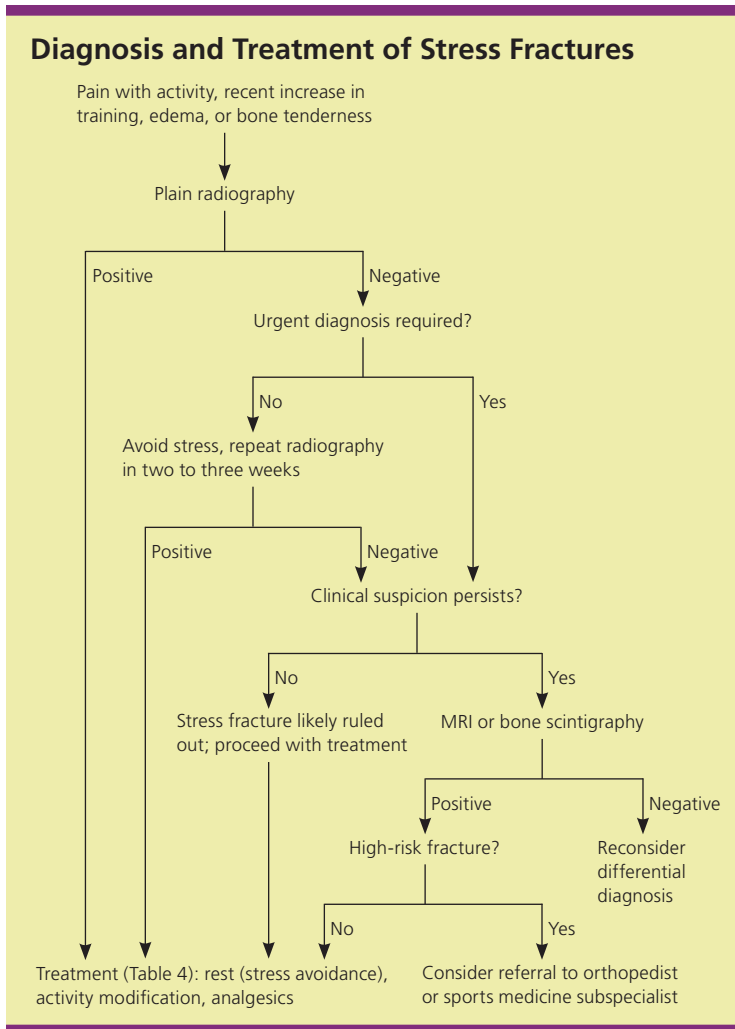 Diagnosis and Treatment of Stress Fractures
Pain with activity, recent increase in
training, edema, or bone tenderness
Plain radiography
Positive
Negative
Urgent diagnosis required?
No
Yes
Avoid stress, repeat radiography
in two to three weeks
Positive
Negative
Clinical suspicion persists?
No
Yes
Stress fracture likely ruled
out; proceed with treatment
MRI or bone scintigraphy
Positive
Negative
High-risk fracture?
Reconsider
differential
diagnosis
No
Yes
Treatment (Table 4): rest (stress avoidance),
activity modification, analgesics
Consider referral to orthopedist
or sports medicine subspecialist